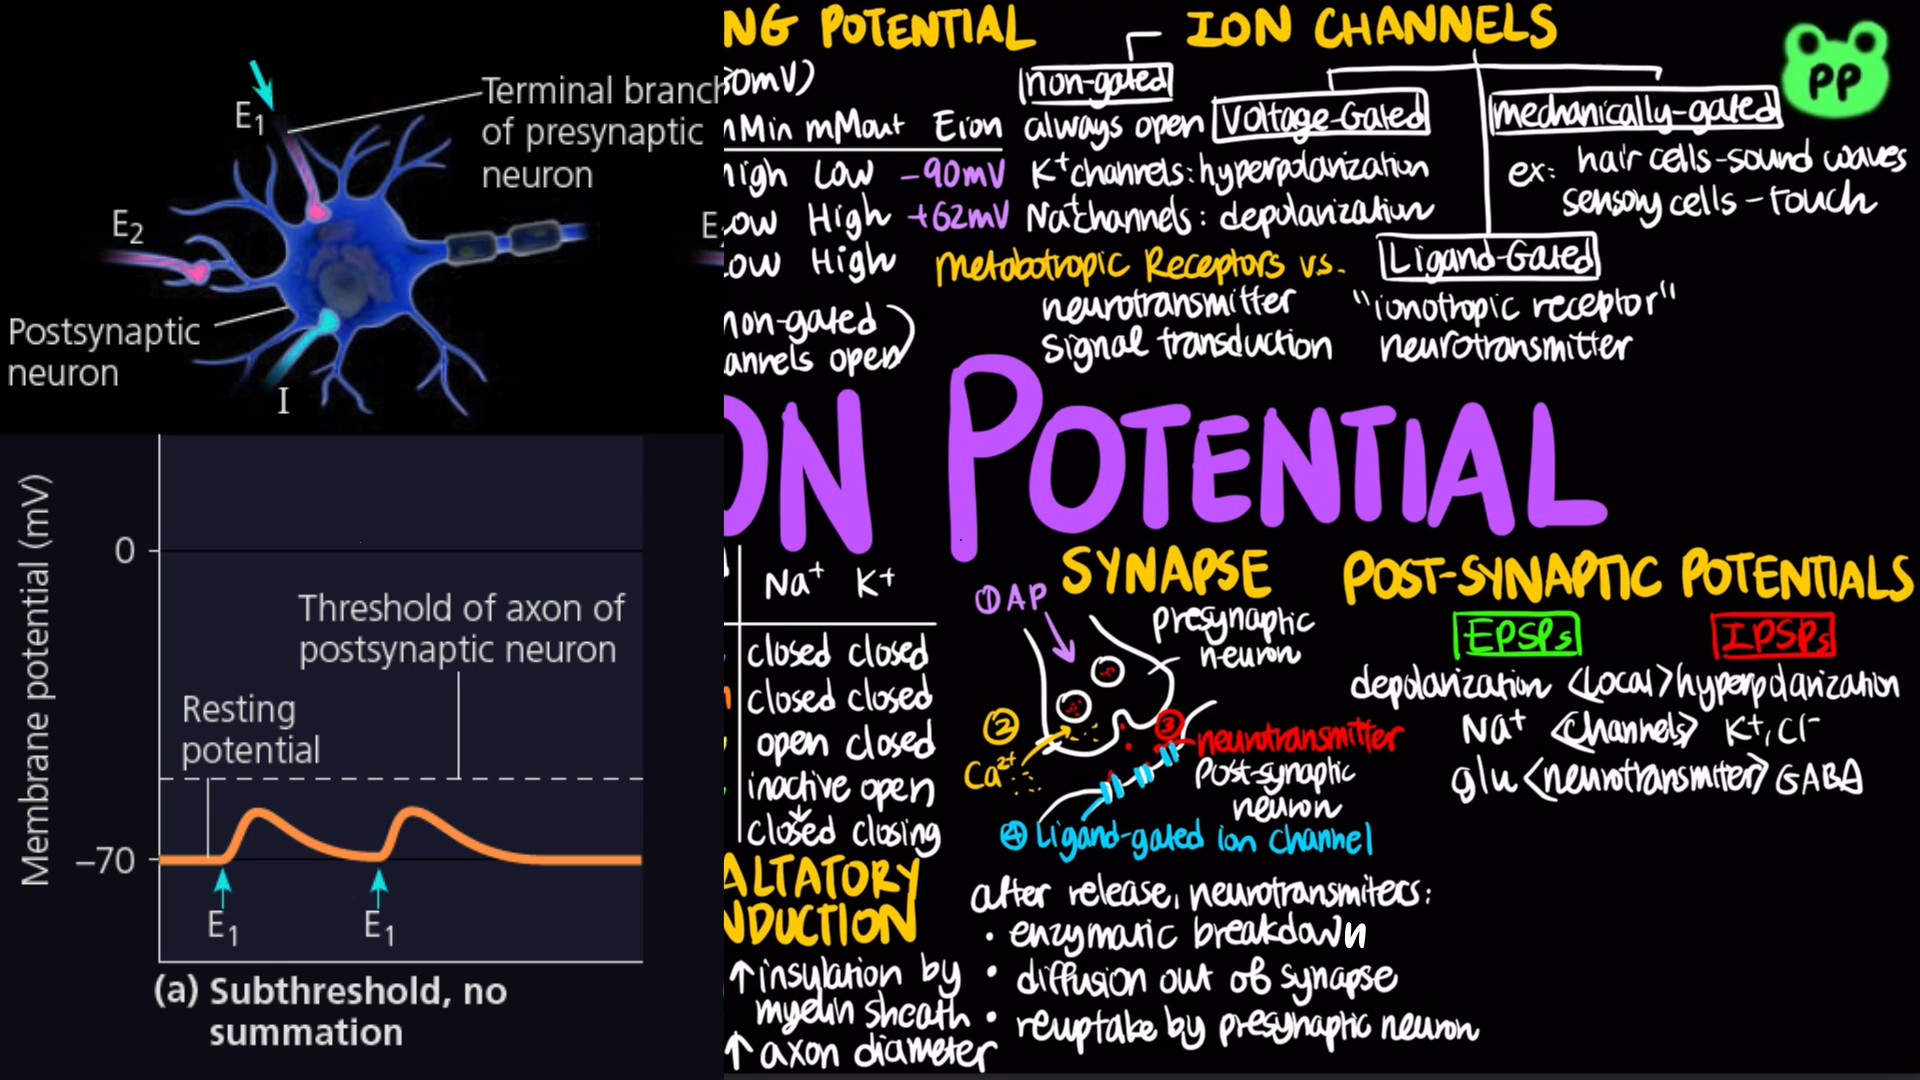 E1
Terminal branch
of presynaptic
neuron
E2
E
Postsynaptic
neuron
I
Membrane potential (mV)
0
Threshold of axon of
postsynaptic neuron
Resting
potential
−70
E1 E1
(a) Subthreshold, no
summation
NG POTENTIAL
0mV)
mMin mMout Eion
high Low -90mV
Low High +62mV
Low High
non-gated
annels open)
ION CHANNELS
PP
non-gated
always open
K+ channels: hyperpolarization
Na+ channels: depolarization
Voltage-Gated
mechanically-gated
ex: hair cells - sound waves
sensory cells - touch
Metabotropic Receptors v.s.
neurotransmitter
signal transduction
Ligand-Gated
"ionotropic receptor"
neurotransmitter
ON POTENTIAL
Na+ K+
closed closed
closed closed
open closed
inactive open
closed closing
ALTATORY
NDUCTION
↑ insulation by
myelin sheath
↑ axon diameter
SYNAPSE
① AP
presynaptic
neuron
②
Ca2+
③
neurotransmitter
Post-synaptic
neuron
④ Ligand-gated ion channel
after release, neurotransmiters:
• enzymatic breakdown
• diffusion out of synapse
• reuptake by presynaptic neuron
POST-SYNAPTIC POTENTIALS
EPSPs IPSPs
depolarization <Local> hyperpolarization
Na+ <channels> K+, Cl-
glu <neurotransmiter> GABA